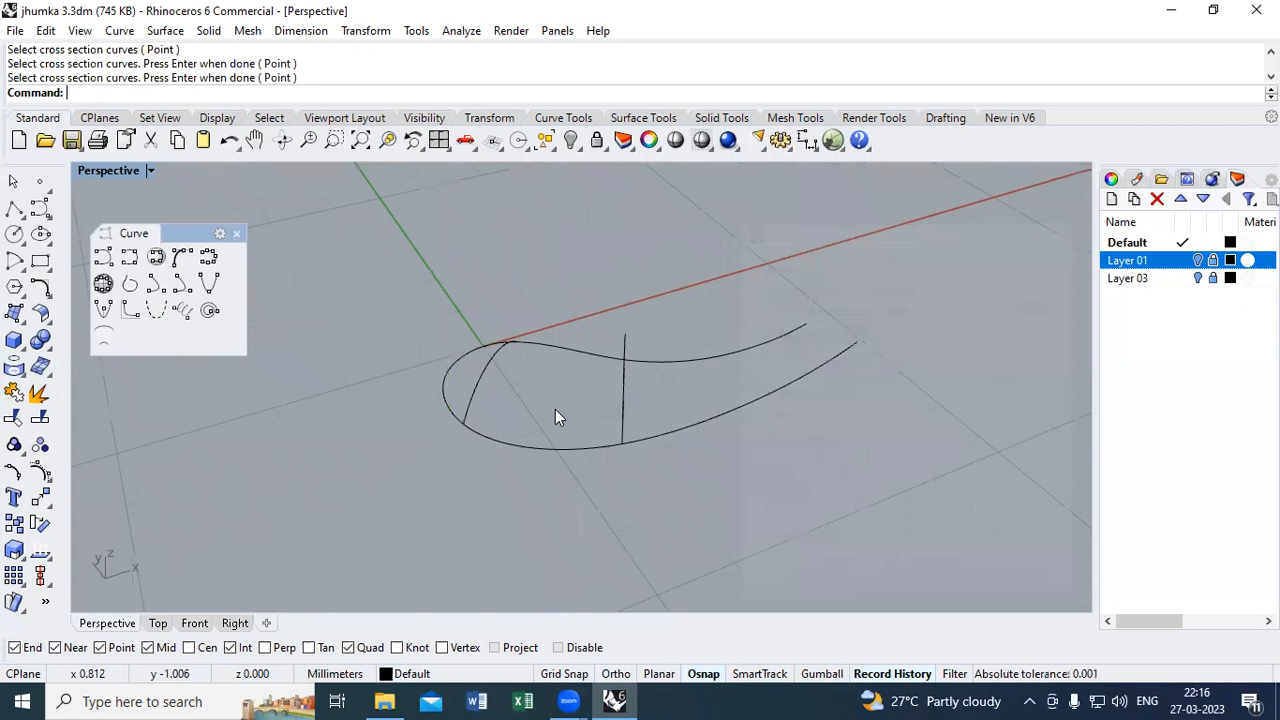 jhumka 3.3dm (745 KB) - Rhinoceros 6 Commercial - [Perspective]
File Edit View Curve Surface Solid Mesh Dimension Transform Tools Analyze Render Panels Help
Select cross section curves ( Point )
Select cross section curves. Press Enter when done ( Point )
Select cross section curves. Press Enter when done ( Point )
Command:
Standard CPlanes Set View Display Select Viewport Layout Visibility Transform Curve Tools Surface Tools Solid Tools Mesh Tools Render Tools Drafting New in V6
Perspective
Curve
Name Materi
Default
Layer 01
Layer 03
z
y
x
Perspective Top Front Right
End Near Point Mid Cen Int Perp Tan Quad Knot Vertex Project Disable
CPlane x 0.812 y -1.006 z 0.000 Millimeters Default Grid Snap Ortho Planar Osnap SmartTrack Gumball Record History Filter Absolute tolerance: 0.001
Type here to search
27°C Partly cloudy
ENG
22:16
27-03-2023
11